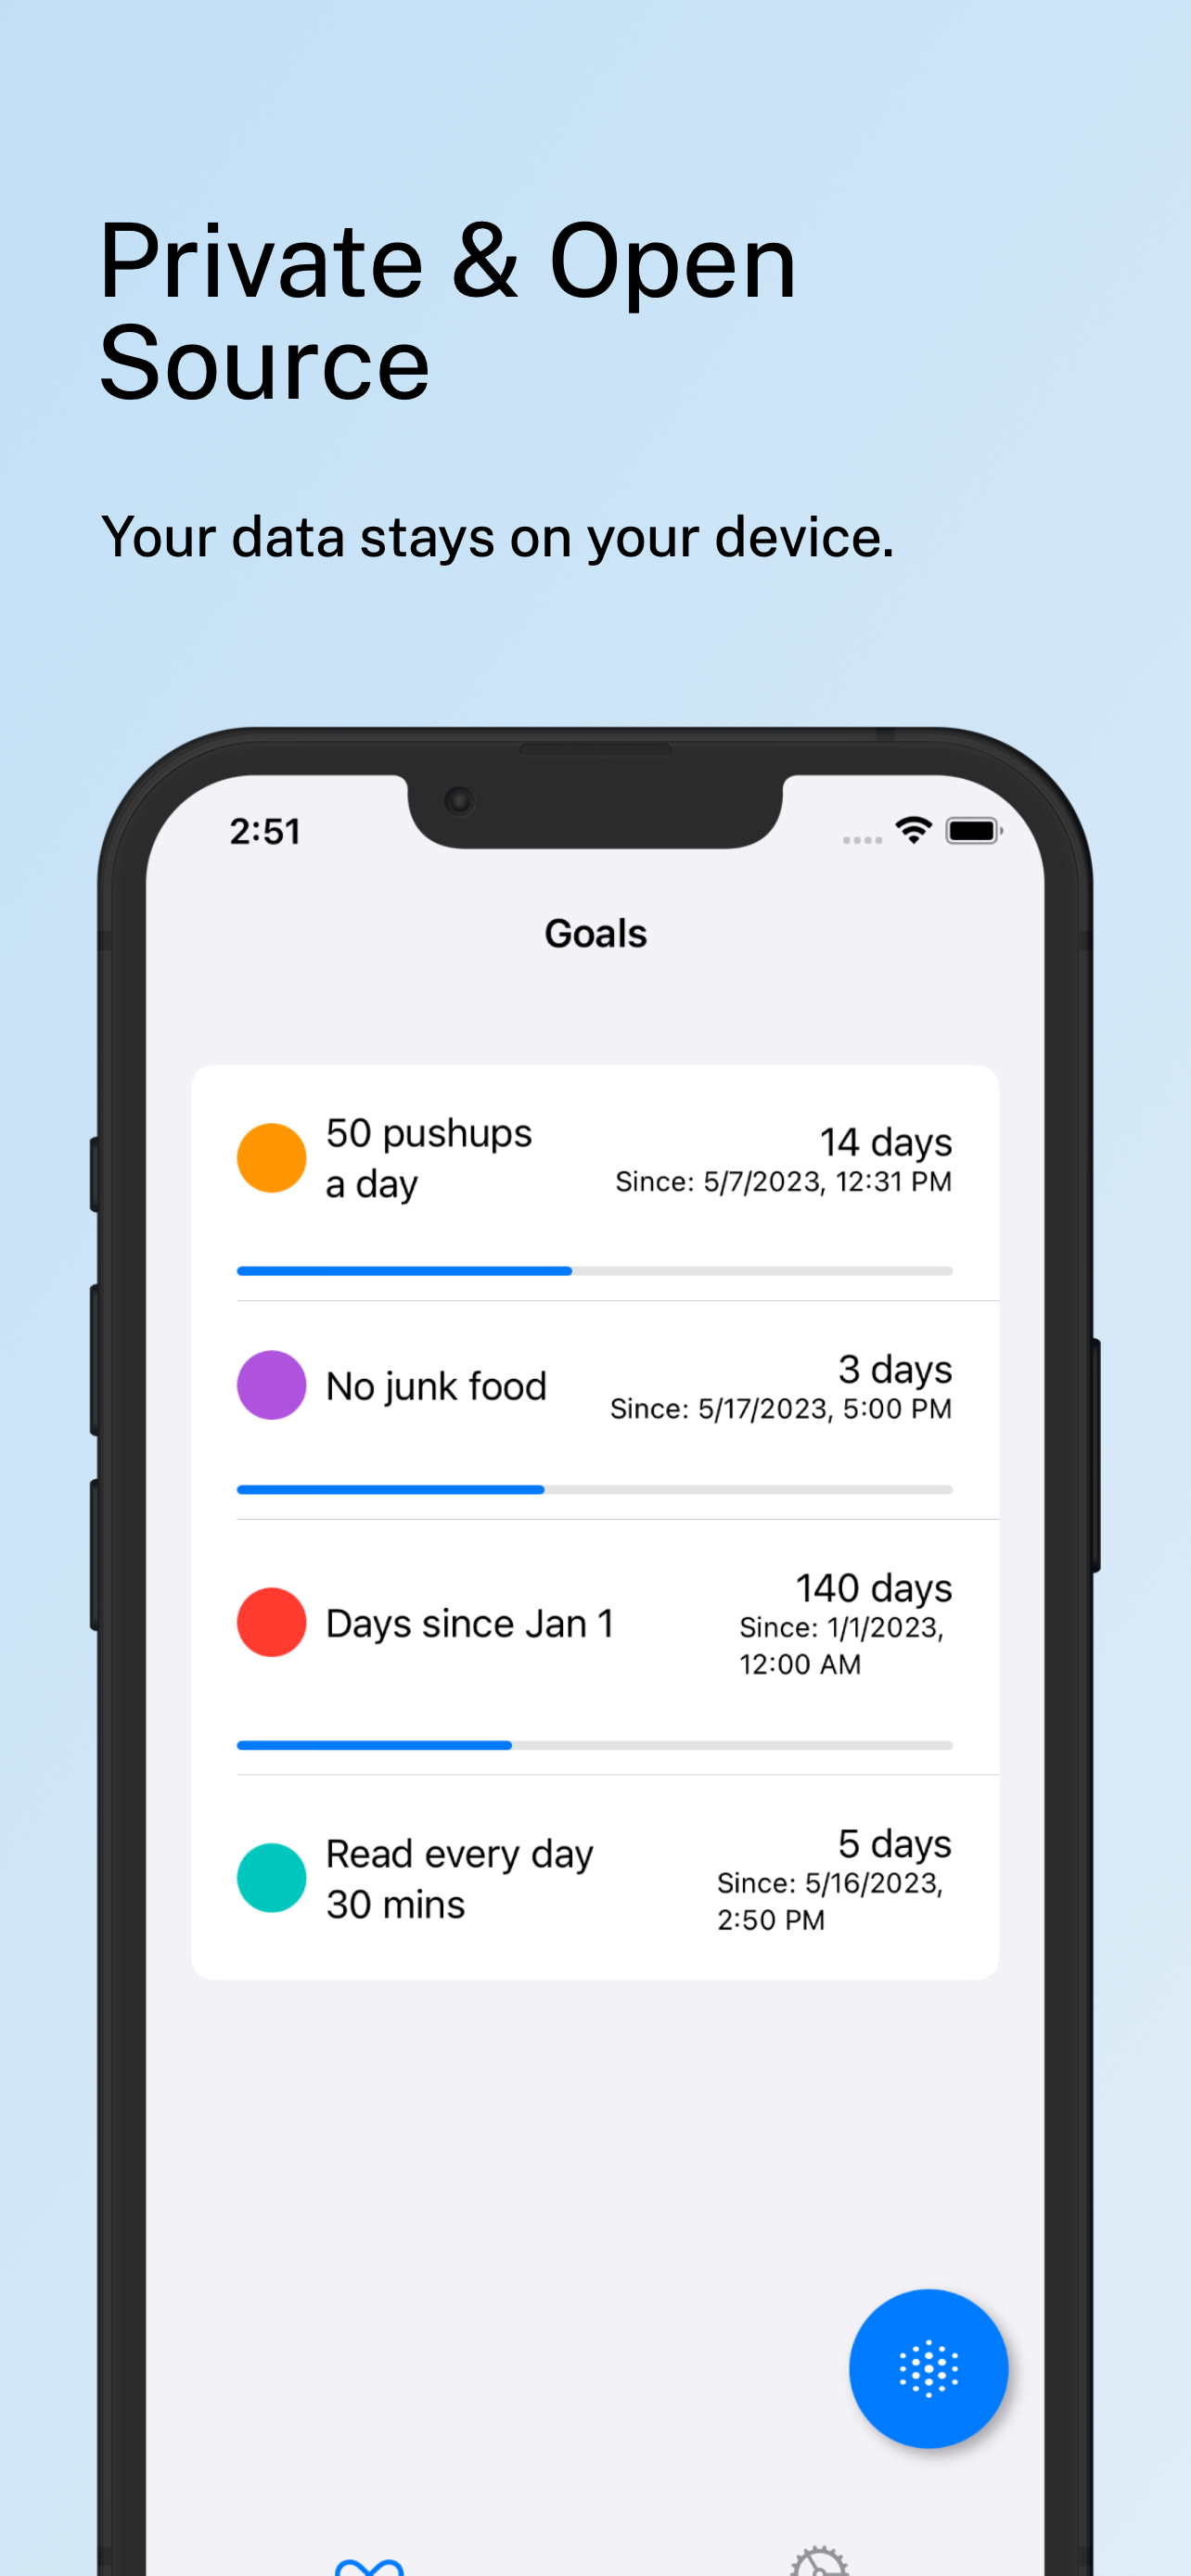 Private & Open
Source
Your data stays on your device.
2:51
Goals
50 pushups
a day
14 days
Since: 5/7/2023, 12:31 PM
No junk food
3 days
Since: 5/17/2023, 5:00 PM
Days since Jan 1
140 days
Since: 1/1/2023,
12:00 AM
Read every day
30 mins
5 days
Since: 5/16/2023,
2:50 PM